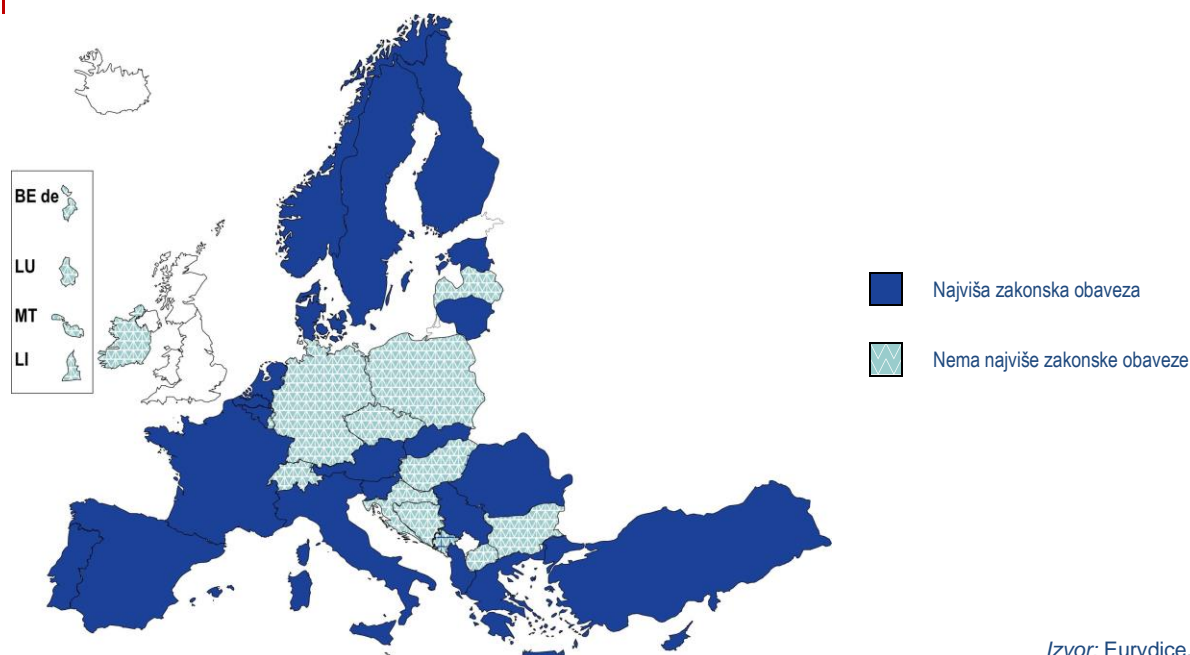 BE de
LU
MT
LI
Najviša zakonska obaveza
Nema najviše zakonske obaveze
Izvor: Eurydice.